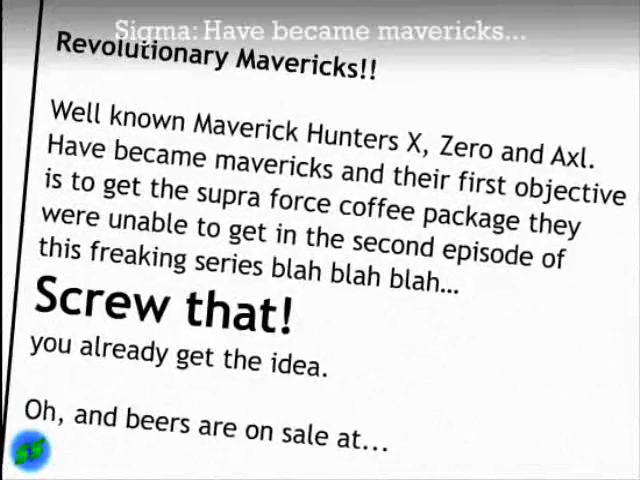 Sigma: Have became mavericks...
Revolutionary Mavericks!!
Well known Maverick Hunters X, Zero and Axl.
Have became mavericks and their first objective
is to get the supra force coffee package they
were unable to get in the second episode of
this freaking series blah blah blah...
Screw that!
you already get the idea.
Oh, and beers are on sale at...